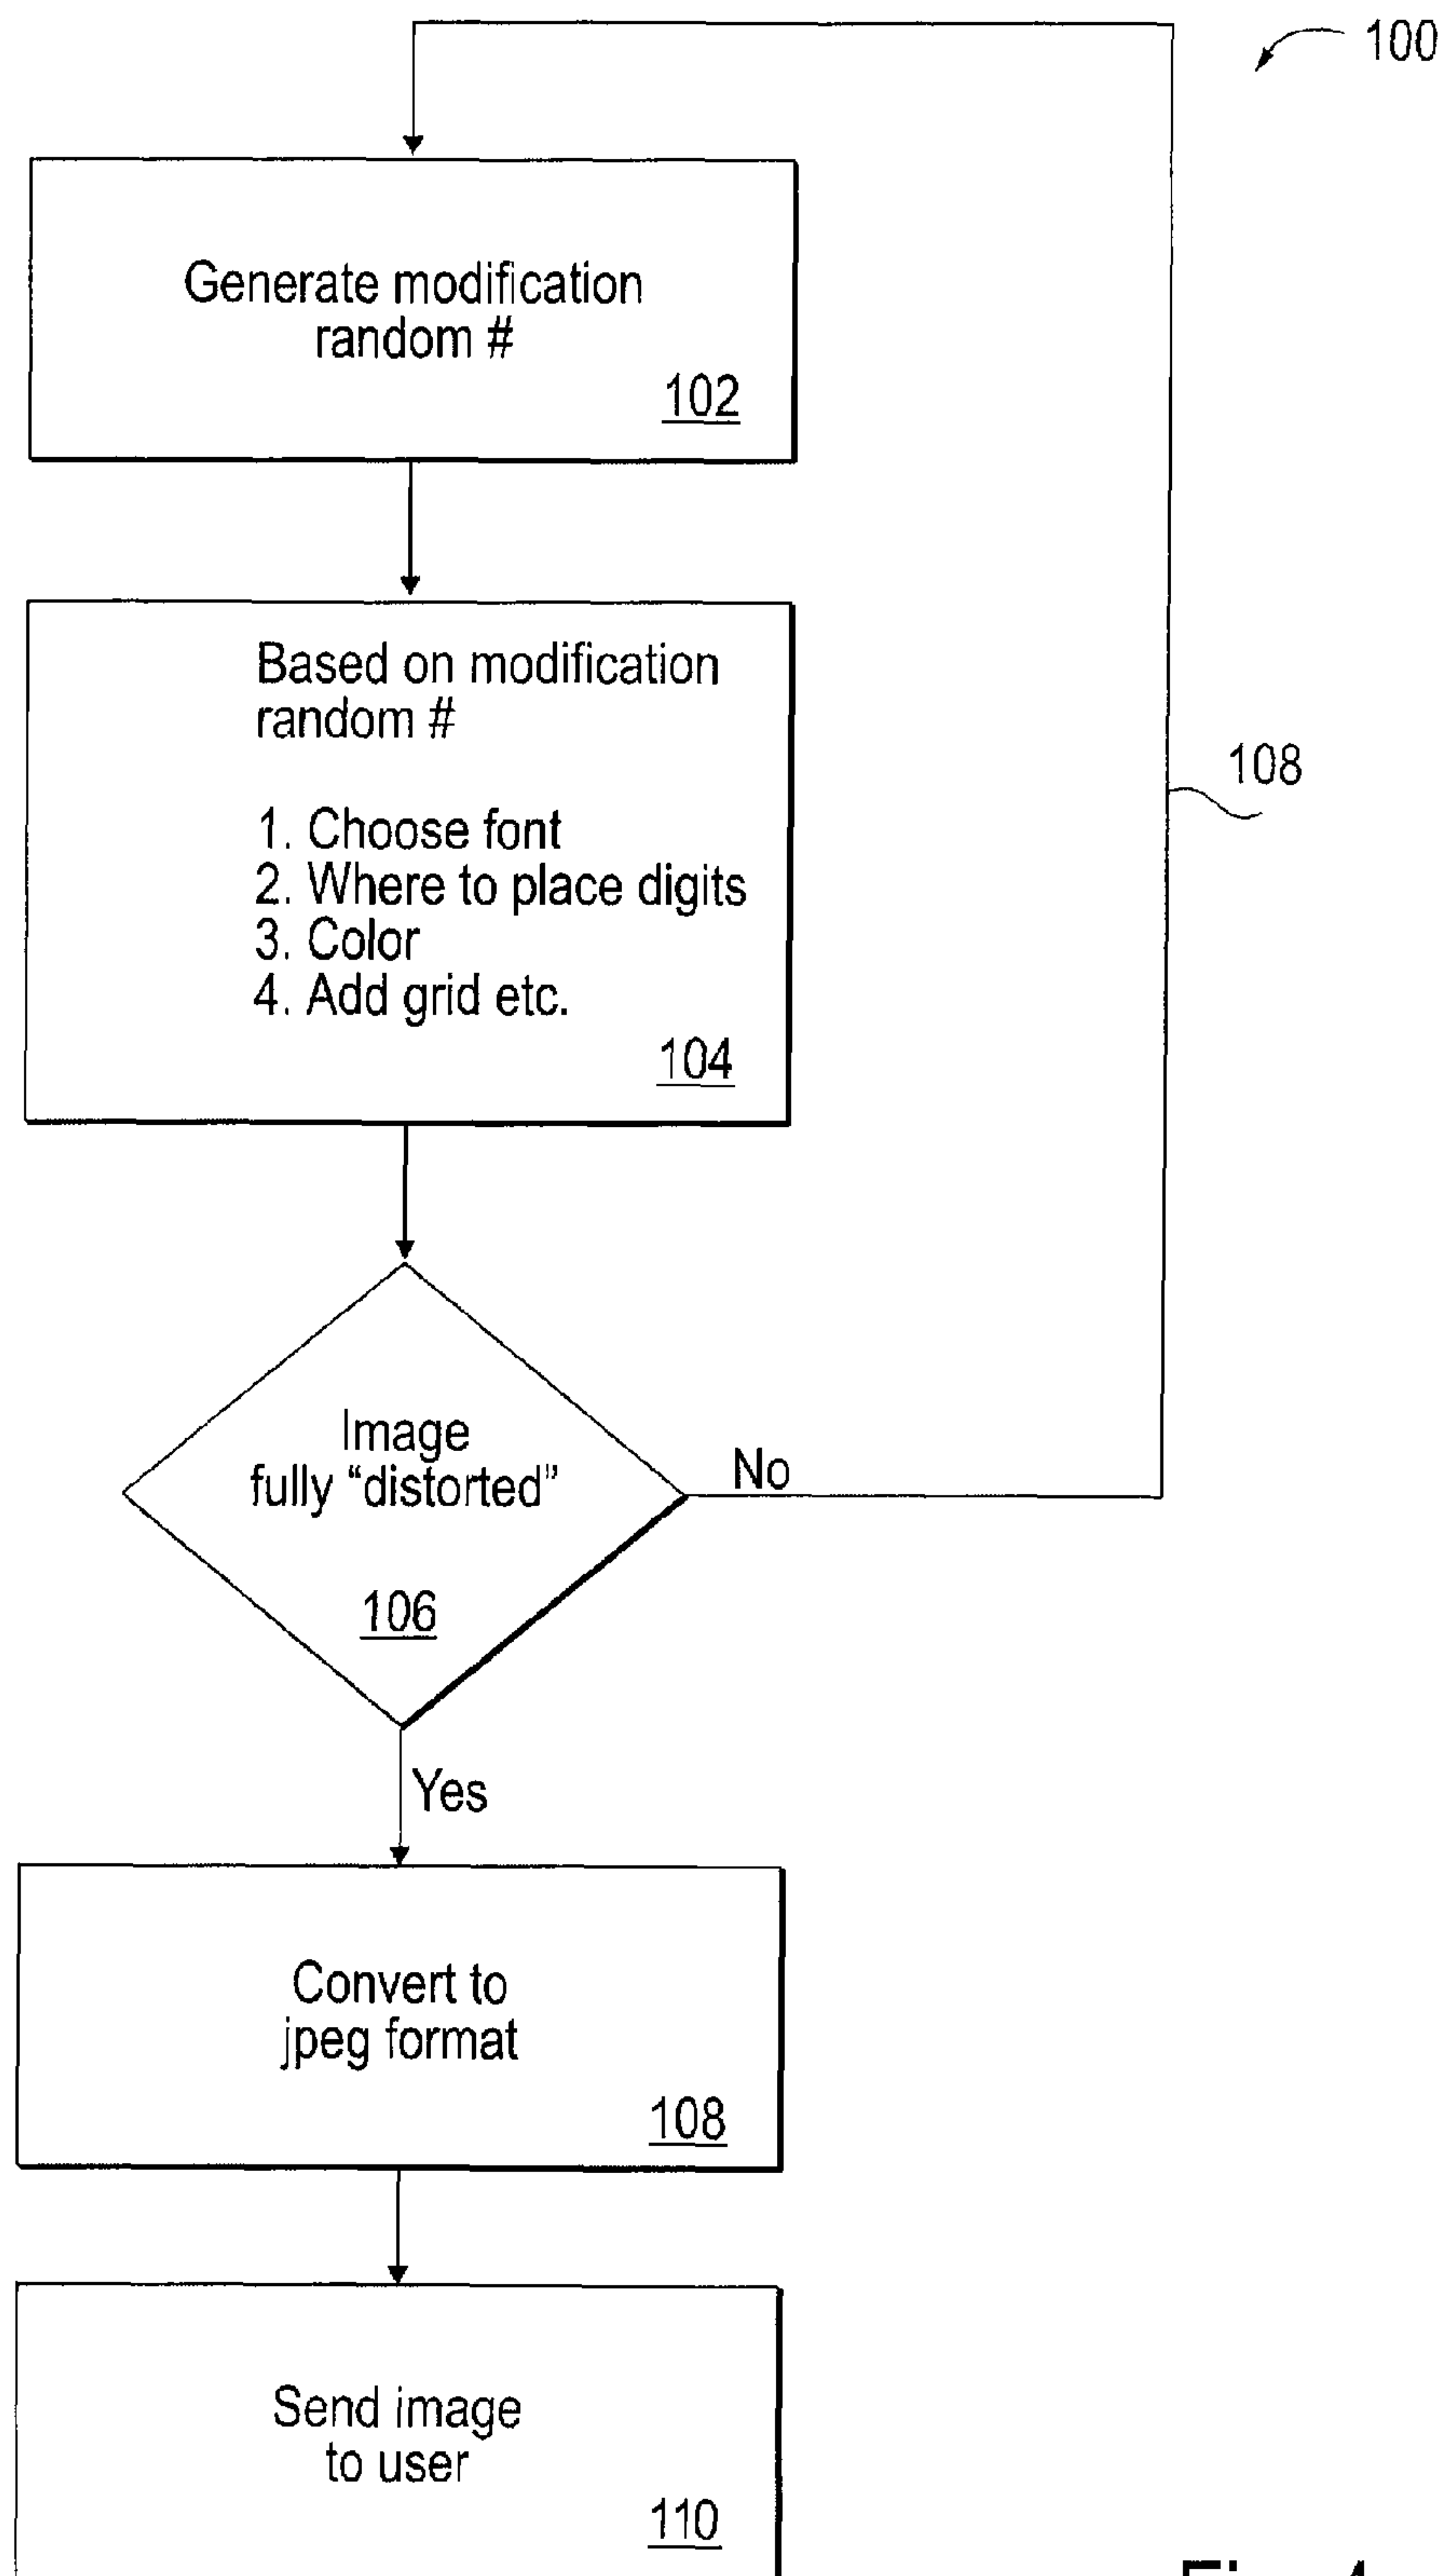 100
Generate modification
random #
102
Based on modification
random #
1. Choose font
2. Where to place digits
3. Color
4. Add grid etc.
104
108
Image
fully “distorted”
106
No
Yes
Convert to
jpeg format
108
Send image
to user
110